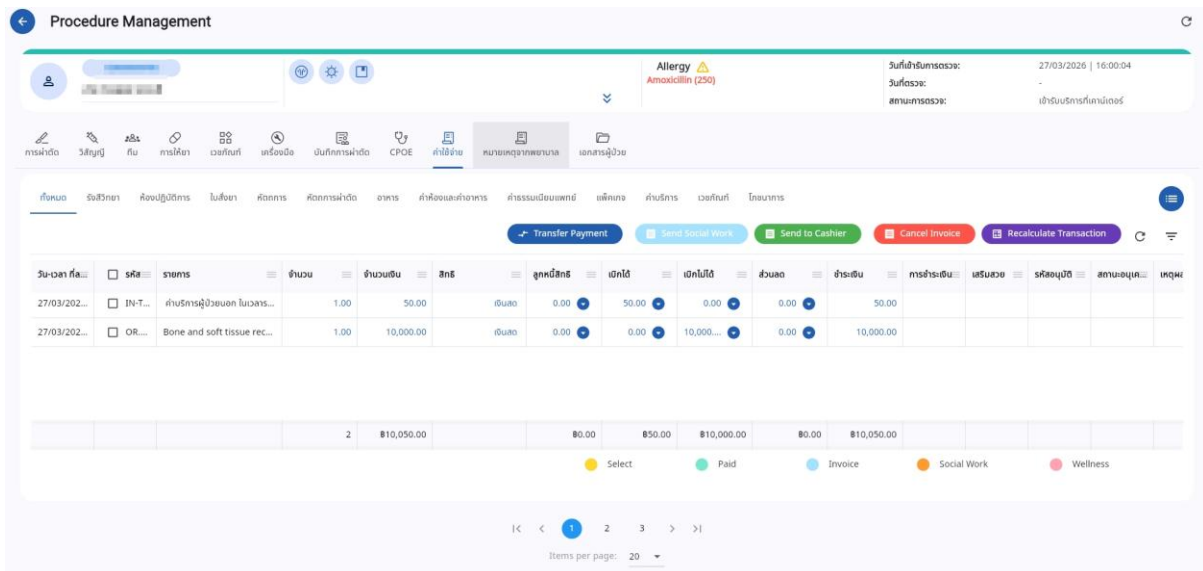 Procedure Management
Allergy
Amoxicillin (250)
วันที่เข้ารับการตรวจ: 27/03/2026 | 16:00:04
วันที่ตรวจ: -
สถานะการตรวจ: เข้ารับบริการที่เคาน์เตอร์
การผ่าตัด วิสัญญี ทีม การให้ยา เวชภัณฑ์ เครื่องมือ บันทึกการผ่าตัด CPOE ค่าใช้จ่าย หมายเหตุจากพยาบาล เอกสารผู้ป่วย
ทั้งหมด รังสีวิทยา ห้องปฏิบัติการ ใบสั่งยา หัตถการ หัตถการผ่าตัด อาหาร ค่าห้องและค่าอาหาร ค่าธรรมเนียมแพทย์ แพ็คเกจ ค่าบริการ เวชภัณฑ์ โภชนาการ
Transfer Payment Send Social Work Send to Cashier Cancel Invoice Recalculate Transaction
วัน-เวลา ที่ล... รหัส รายการ จำนวน จำนวนเงิน สิทธิ ลูกหนี้สิทธิ เบิกได้ เบิกไม่ได้ ส่วนลด ชำระเงิน การชำระเงิน เสริมสวย รหัสอนุมัติ สถานะอนุเค... เหตุผล
27/03/202... IN-T... ค่าบริการผู้ป่วยนอก ในเวลาร... 1.00 50.00 เงินสด 0.00 50.00 0.00 0.00 50.00
27/03/202... OR.... Bone and soft tissue rec... 1.00 10,000.00 เงินสด 0.00 0.00 10,000.... 0.00 10,000.00
2 ฿10,050.00 ฿0.00 ฿50.00 ฿10,000.00 ฿0.00 ฿10,050.00
Select Paid Invoice Social Work Wellness
1 2 3
Items per page: 20